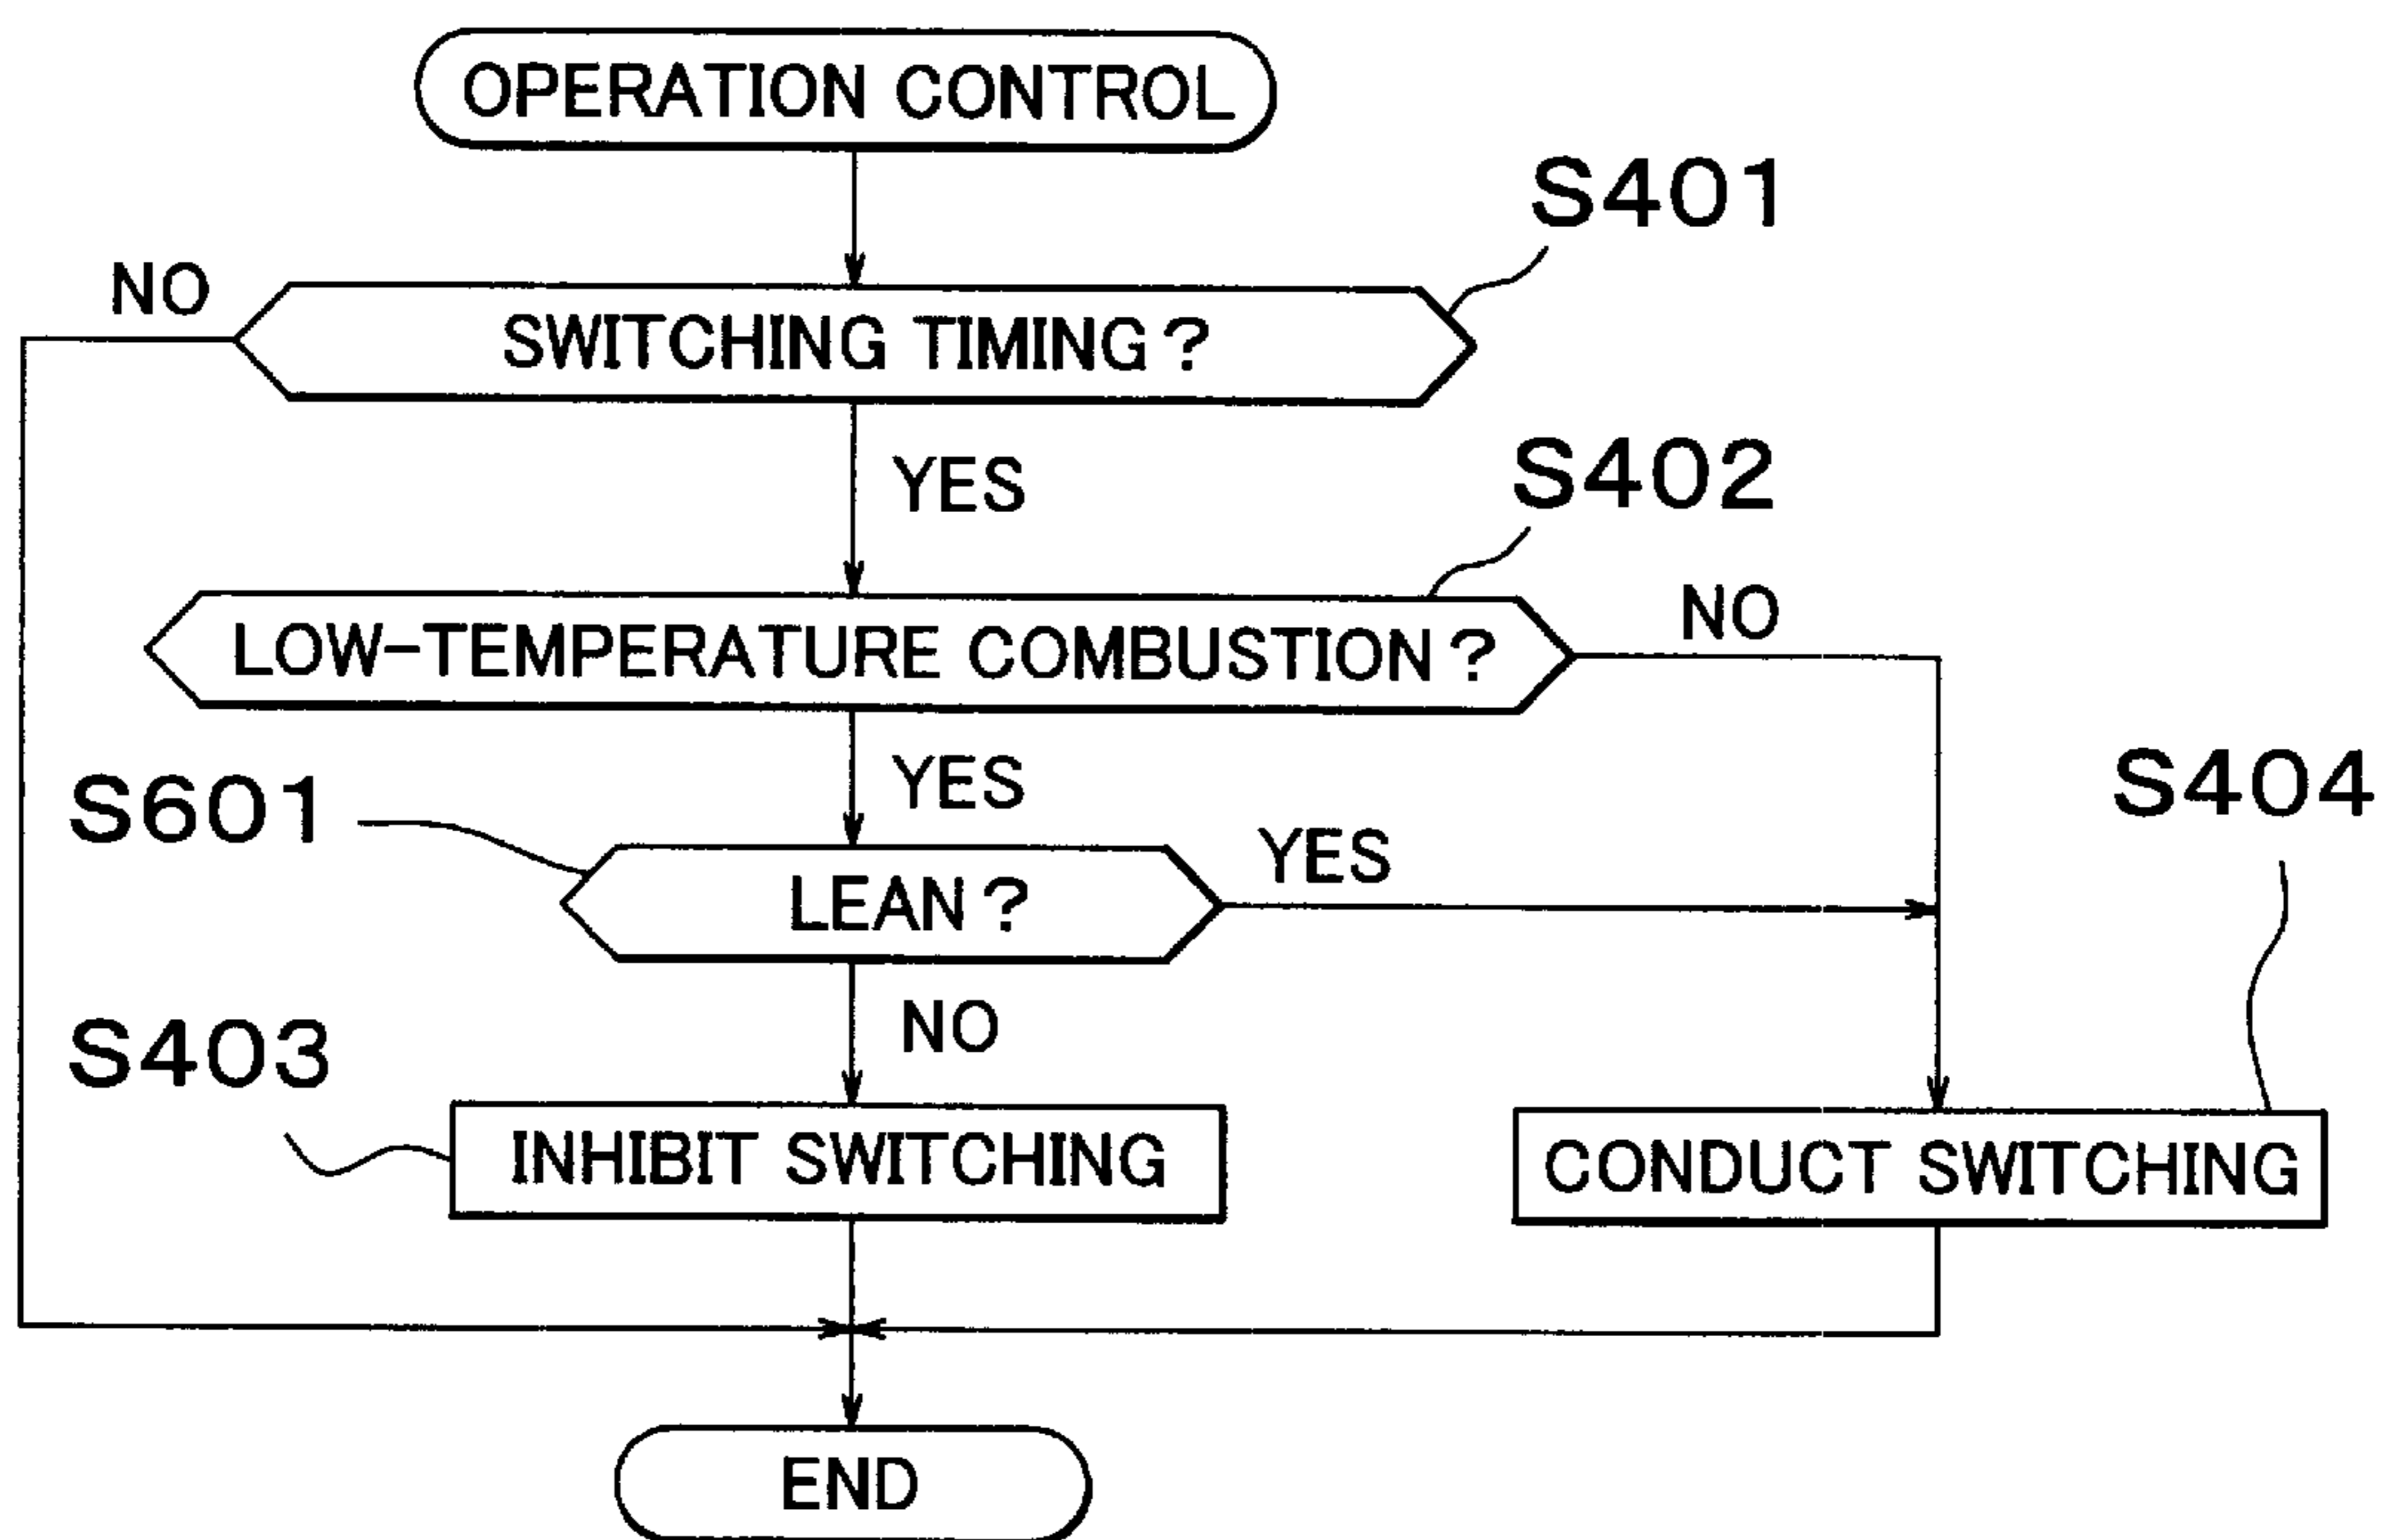 OPERATION CONTROL
S401
NO
SWITCHING TIMING?
YES
S402
NO
LOW-TEMPERATURE COMBUSTION?
YES
S601
S404
YES
LEAN?
NO
S403
INHIBIT SWITCHING
CONDUCT SWITCHING
END